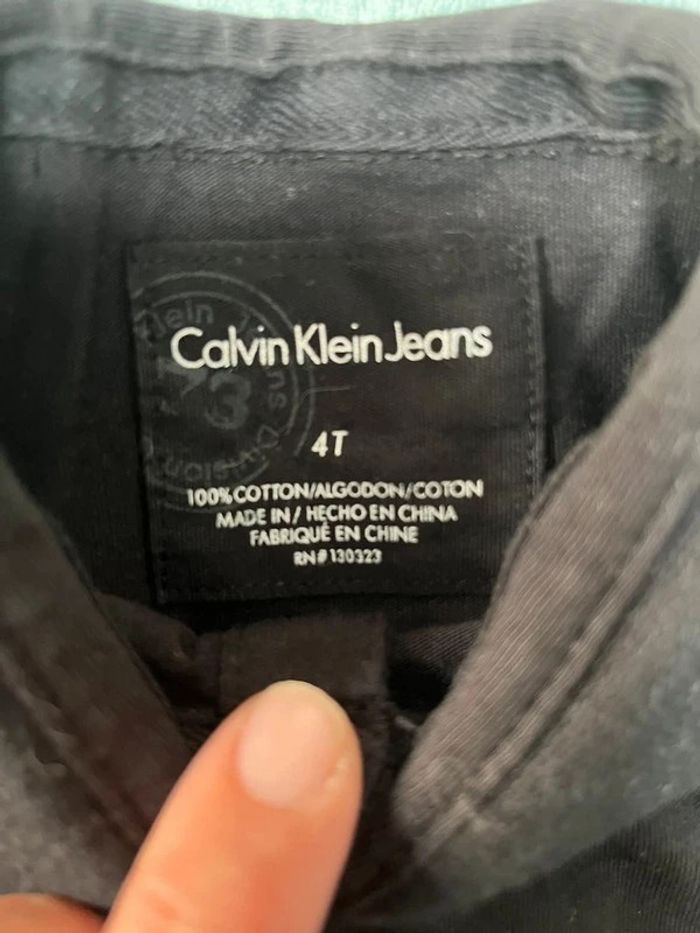 Calvin Klein Jeans
4T
100% COTTON/ALGODON/COTON
MADE IN/ HECHO EN CHINA
FABRIQUÉ EN CHINE
RN# 130323